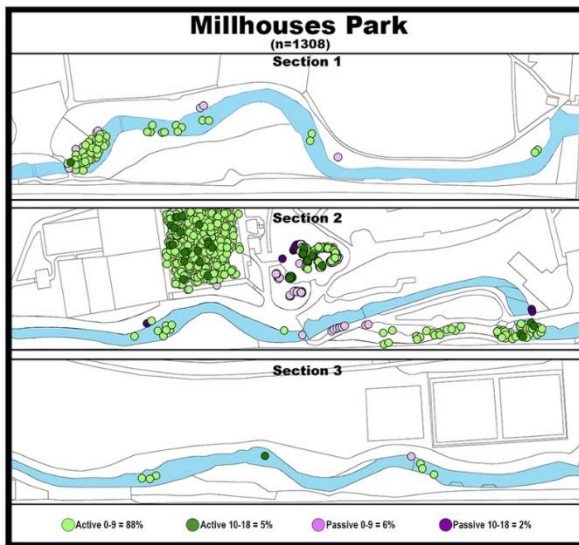 Millhouses Park
(n=1308)
Section 1
Section 2
Section 3
Active 0-9 = 88% Active 10-18 = 5% Passive 0-9 = 6% Passive 10-18 = 2%